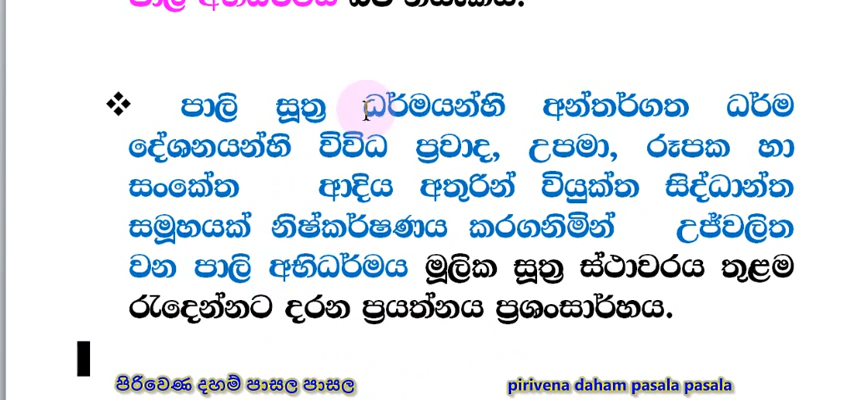 ❖ පාලි සූත්‍ර ධර්මයන්හි අන්තර්ගත ධර්ම
දේශනයන්හි විවිධ ප්‍රවාද, උපමා, රූපක හා
සංකේත ආදිය අතුරින් වියුක්ත සිද්ධාන්ත
සමූහයක් නිෂ්කර්ෂණය කරගනිමින් උජ්වලිත
වන පාලි අභිධර්මය මූලික සූත්‍ර ස්ථාවරය තුළම
රැදෙන්නට දරන ප්‍රයත්නය ප්‍රශංසාර්හය.
පිරිවෙණ දහම් පාසල පාසල pirivena daham pasala pasala